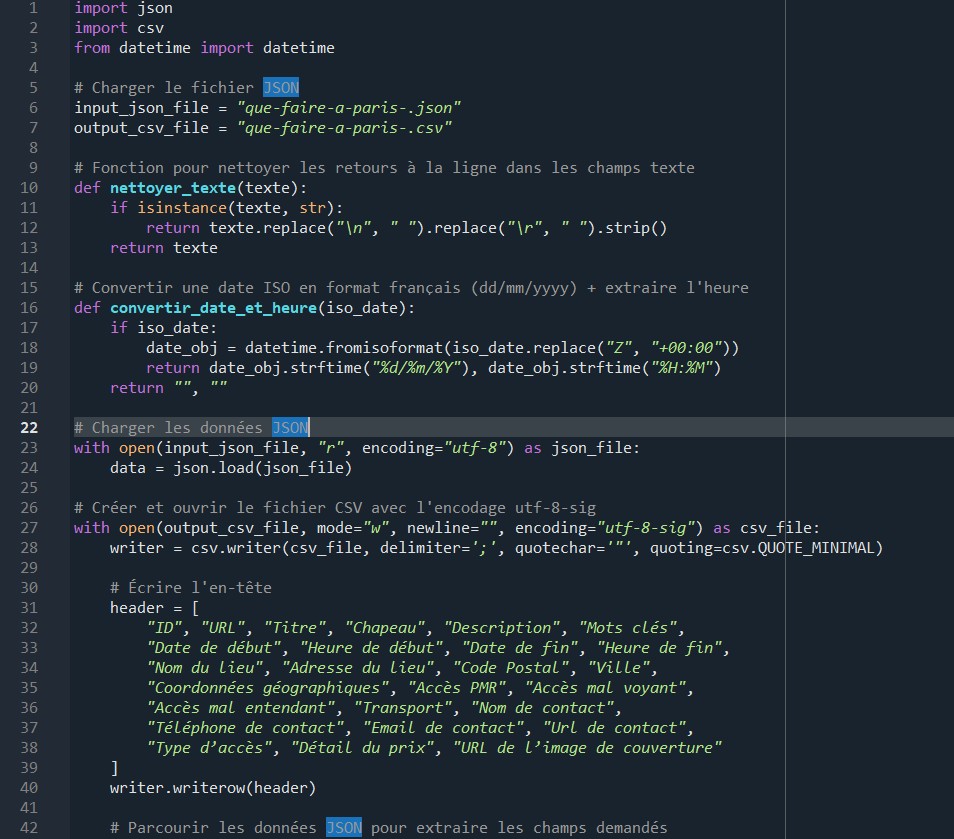 1 import json
2 import csv
3 from datetime import datetime
4
5 # Charger le fichier JSON
6 input_json_file = "que-faire-a-paris-.json"
7 output_csv_file = "que-faire-a-paris-.csv"
8
9 # Fonction pour nettoyer les retours à la ligne dans les champs texte
10 def nettoyer_texte(texte):
11     if isinstance(texte, str):
12         return texte.replace("\n", " ").replace("\r", " ").strip()
13     return texte
14
15 # Convertir une date ISO en format français (dd/mm/yyyy) + extraire l'heure
16 def convertir_date_et_heure(iso_date):
17     if iso_date:
18         date_obj = datetime.fromisoformat(iso_date.replace("Z", "+00:00"))
19         return date_obj.strftime("%d/%m/%Y"), date_obj.strftime("%H:%M")
20     return "", ""
21
22 # Charger les données JSON
23 with open(input_json_file, "r", encoding="utf-8") as json_file:
24     data = json.load(json_file)
25
26 # Créer et ouvrir le fichier CSV avec l'encodage utf-8-sig
27 with open(output_csv_file, mode="w", newline="", encoding="utf-8-sig") as csv_file:
28     writer = csv.writer(csv_file, delimiter=';', quotechar='"', quoting=csv.QUOTE_MINIMAL)
29
30     # Écrire l'en-tête
31     header = [
32         "ID", "URL", "Titre", "Chapeau", "Description", "Mots clés",
33         "Date de début", "Heure de début", "Date de fin", "Heure de fin",
34         "Nom du lieu", "Adresse du lieu", "Code Postal", "Ville",
35         "Coordonnées géographiques", "Accès PMR", "Accès mal voyant",
36         "Accès mal entendant", "Transport", "Nom de contact",
37         "Téléphone de contact", "Email de contact", "Url de contact",
38         "Type d’accès", "Détail du prix", "URL de l’image de couverture"
39     ]
40     writer.writerow(header)
41
42     # Parcourir les données JSON pour extraire les champs demandés